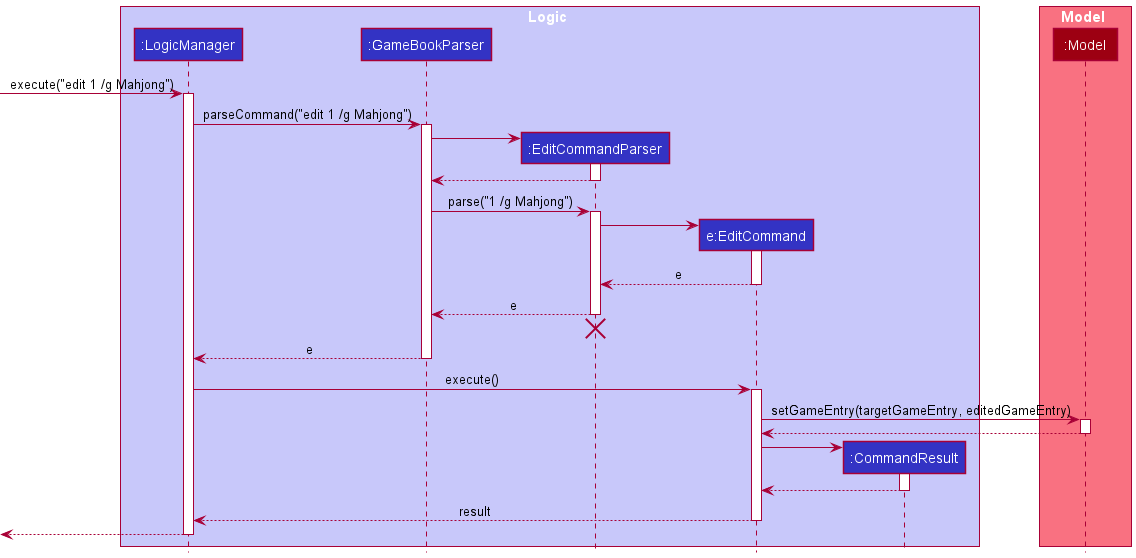 Logic
Model
:LogicManager
:GameBookParser
:Model
execute("edit 1 /g Mahjong")
parseCommand("edit 1 /g Mahjong")
:EditCommandParser
parse("1 /g Mahjong")
e:EditCommand
e
e
e
execute()
setGameEntry(targetGameEntry, editedGameEntry)
:CommandResult
result